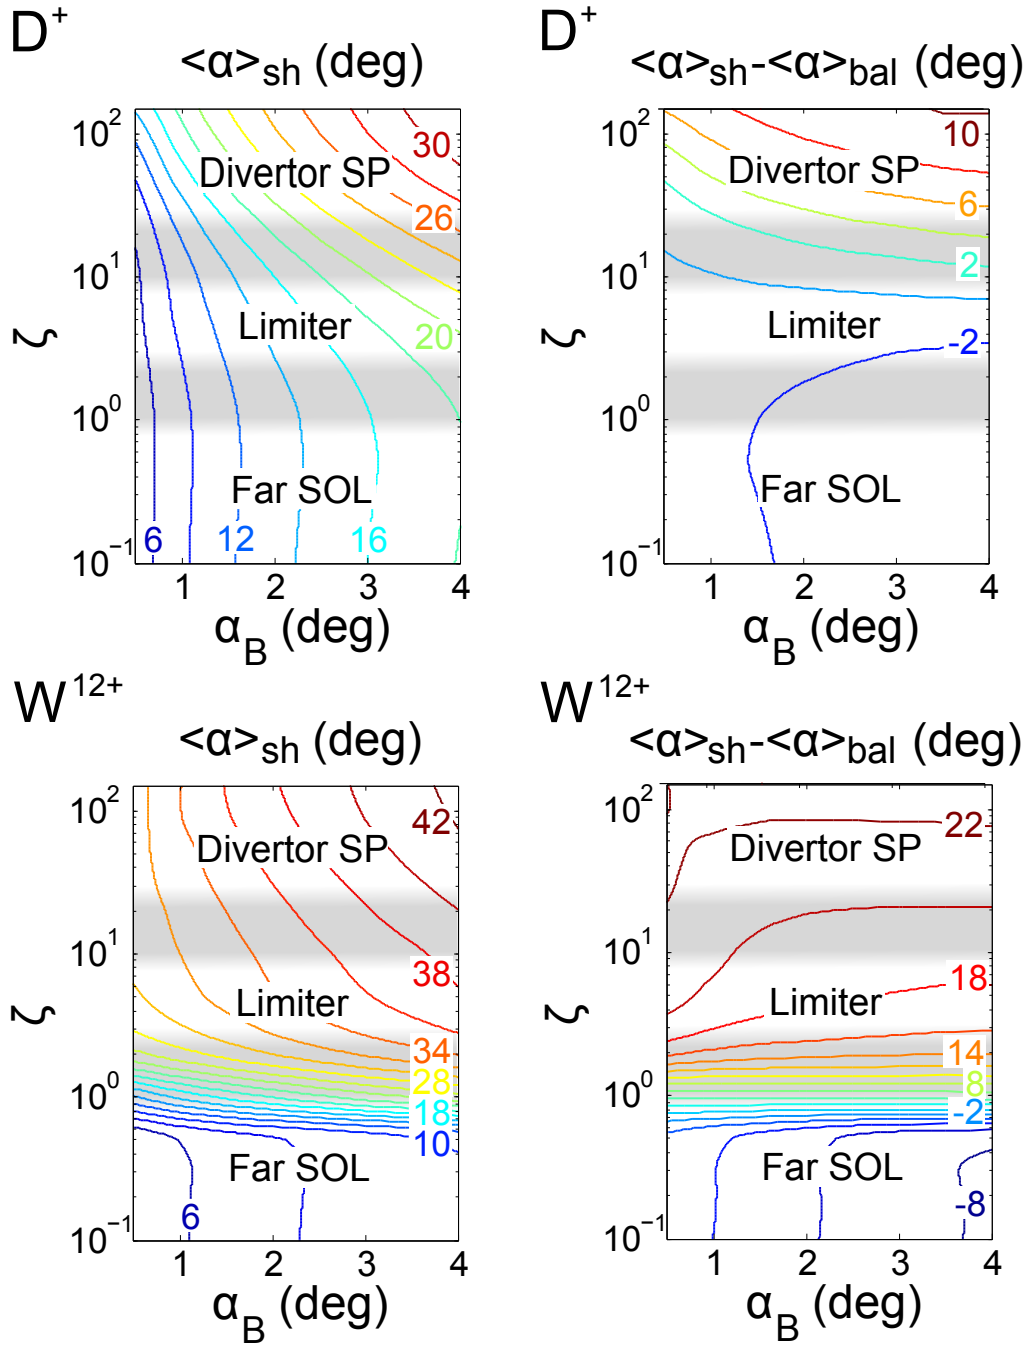 D⁺
<α>sh (deg)
10²
10¹
10⁰
10⁻¹
ζ
Divertor SP
Limiter
Far SOL
30
26
20
6
12
16
1 2 3 4
α_B (deg)
D⁺
<α>sh-<α>bal (deg)
10²
10¹
10⁰
10⁻¹
ζ
Divertor SP
Limiter
Far SOL
10
6
2
-2
1 2 3 4
α_B (deg)
W¹²⁺
<α>sh (deg)
10²
10¹
10⁰
10⁻¹
ζ
Divertor SP
Limiter
Far SOL
42
38
34
28
18
10
6
1 2 3 4
α_B (deg)
W¹²⁺
<α>sh-<α>bal (deg)
10²
10¹
10⁰
10⁻¹
ζ
Divertor SP
Limiter
Far SOL
22
18
14
8
-2
-8
1 2 3 4
α_B (deg)